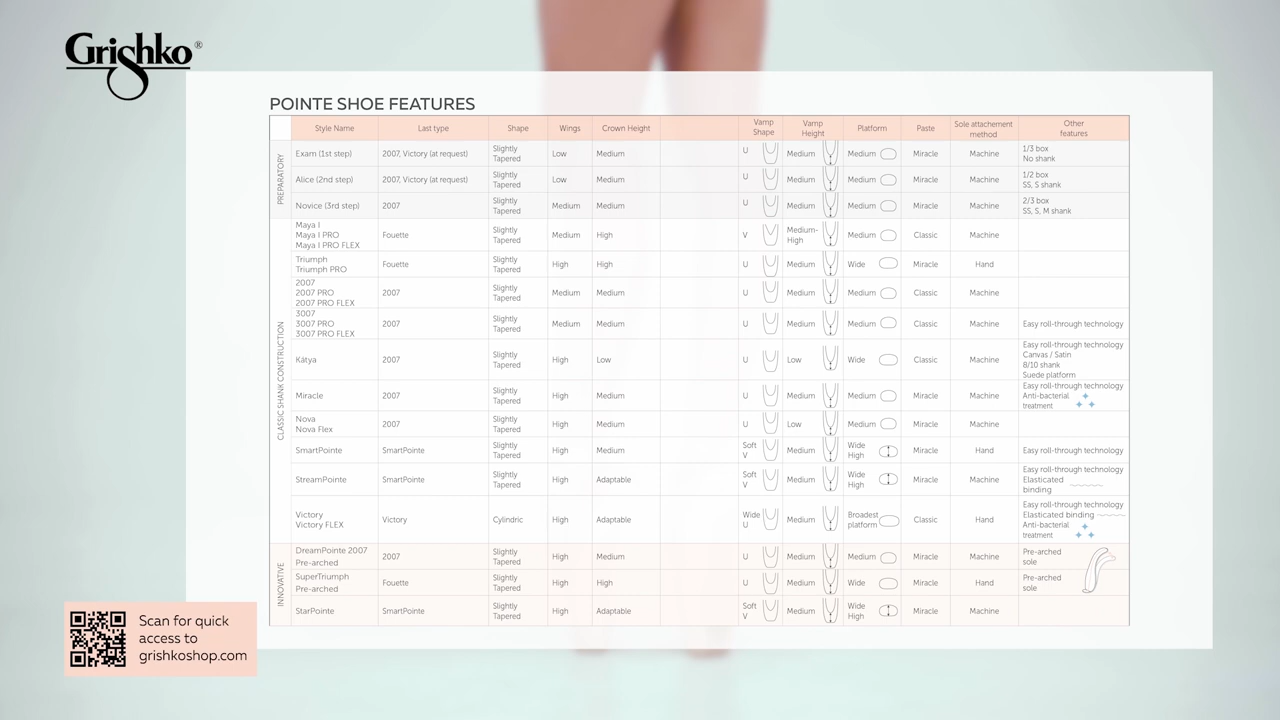 Grishko®
POINTE SHOE FEATURES
Style Name Last type Shape Wings Crown Height Vamp Shape Vamp Height Platform Paste Sole attachement method Other features
PREPARATORY
Exam (1st step) 2007, Victory (at request) Slightly Tapered Low Medium U Medium Medium Miracle Machine 1/3 box No shank
Alice (2nd step) 2007, Victory (at request) Slightly Tapered Low Medium U Medium Medium Miracle Machine 1/2 box SS, S shank
Novice (3rd step) 2007 Slightly Tapered Medium Medium U Medium Medium Miracle Machine 2/3 box SS, S, M shank
CLASSIC SHANK CONSTRUCTION
Maya I Maya I PRO Maya I PRO FLEX Fouette Slightly Tapered Medium High V Medium-High Medium Classic Machine
Triumph Triumph PRO Fouette Slightly Tapered High High U Medium Wide Miracle Hand
2007 2007 PRO 2007 PRO FLEX 2007 Slightly Tapered Medium Medium U Medium Medium Classic Machine
3007 3007 PRO 3007 PRO FLEX 2007 Slightly Tapered Medium Medium U Medium Medium Classic Machine Easy roll-through technology
Kátya 2007 Slightly Tapered High Low U Low Wide Classic Machine Easy roll-through technology Canvas / Satin 8/10 shank Suede platform
Miracle 2007 Slightly Tapered High Medium U Medium Medium Miracle Machine Easy roll-through technology Anti-bacterial treatment
Nova Nova Flex 2007 Slightly Tapered High Medium U Low Medium Miracle Machine
SmartPointe SmartPointe Slightly Tapered High Medium Soft V Medium Wide High Miracle Hand Easy roll-through technology
StreamPointe SmartPointe Slightly Tapered High Adaptable Soft V Medium Wide High Miracle Machine Easy roll-through technology Elasticated binding
Victory Victory FLEX Victory Cylindric High Adaptable Wide U Medium Broadest platform Classic Hand Easy roll-through technology Elasticated binding Anti-bacterial treatment
INNOVATIVE
DreamPointe 2007 Pre-arched 2007 Slightly Tapered High Medium U Medium Medium Miracle Machine Pre-arched sole
SuperTriumph Pre-arched Fouette Slightly Tapered High High U Medium Wide Miracle Hand Pre-arched sole
StarPointe SmartPointe Slightly Tapered High Adaptable Soft V Medium Wide High Miracle Machine
Scan for quick
access to
grishkoshop.com